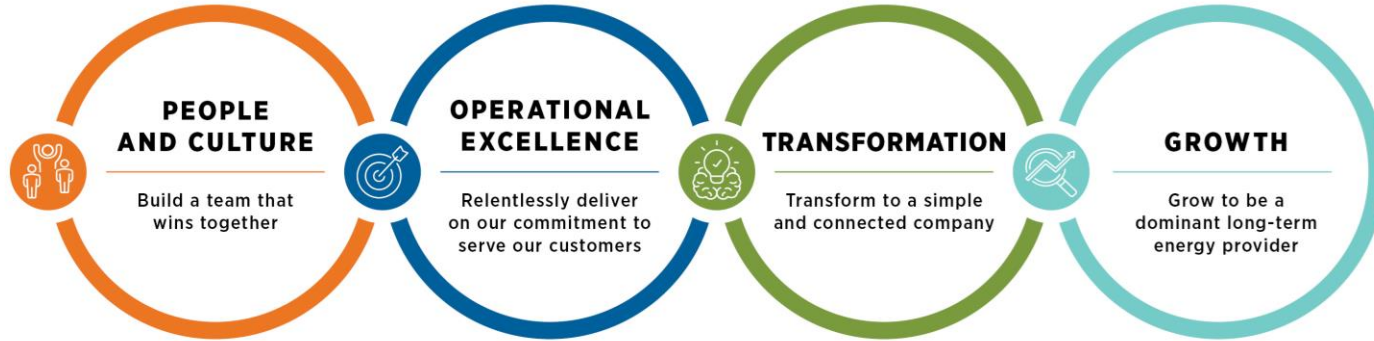 PEOPLE
AND CULTURE
Build a team that
wins together
OPERATIONAL
EXCELLENCE
Relentlessly deliver
on our commitment to
serve our customers
TRANSFORMATION
Transform to a simple
and connected company
GROWTH
Grow to be a
dominant long-term
energy provider